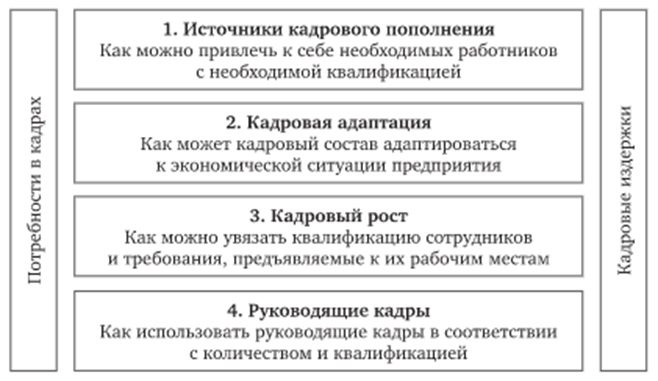 Потребности в кадрах
1. Источники кадрового пополнения
Как можно привлечь к себе необходимых работников
с необходимой квалификацией
2. Кадровая адаптация
Как может кадровый состав адаптироваться
к экономической ситуации предприятия
3. Кадровый рост
Как можно увязать квалификацию сотрудников
и требования, предъявляемые к их рабочим местам
4. Руководящие кадры
Как использовать руководящие кадры в соответствии
с количеством и квалификацией
Кадровые издержки